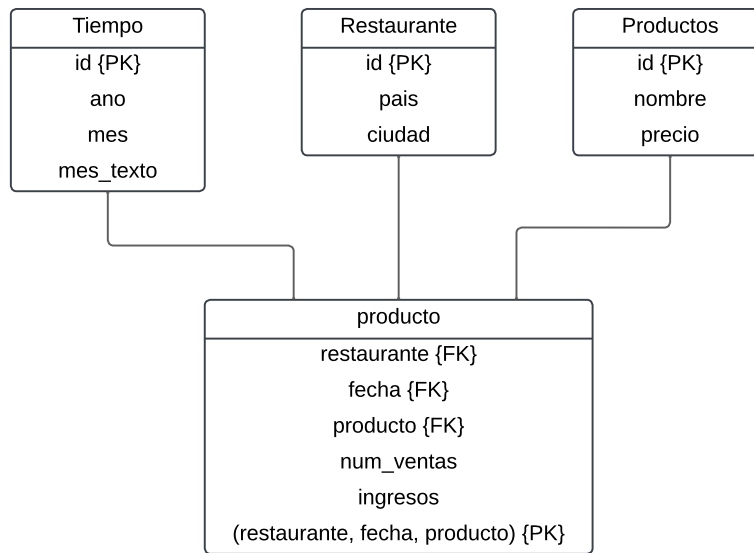 Tiempo
id {PK}
ano
mes
mes_texto
Restaurante
id {PK}
pais
ciudad
Productos
id {PK}
nombre
precio
producto
restaurante {FK}
fecha {FK}
producto {FK}
num_ventas
ingresos
(restaurante, fecha, producto) {PK}